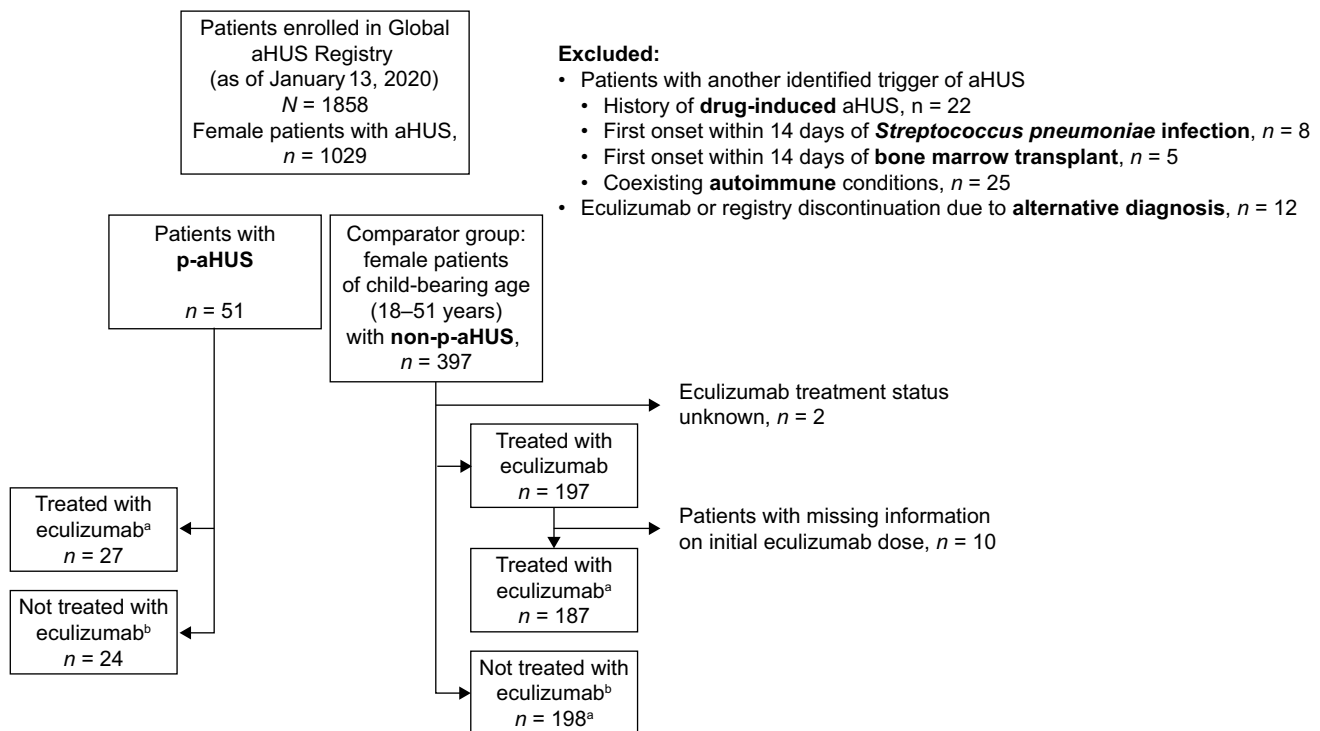 Patients enrolled in Global
aHUS Registry
(as of January 13, 2020)
N = 1858
Female patients with aHUS,
n = 1029
Excluded:
• Patients with another identified trigger of aHUS
• History of drug-induced aHUS, n = 22
• First onset within 14 days of Streptococcus pneumoniae infection, n = 8
• First onset within 14 days of bone marrow transplant, n = 5
• Coexisting autoimmune conditions, n = 25
• Eculizumab or registry discontinuation due to alternative diagnosis, n = 12
Patients with
p-aHUS
n = 51
Comparator group:
female patients
of child-bearing age
(18–51 years)
with non-p-aHUS,
n = 397
Eculizumab treatment status
unknown, n = 2
Treated with
eculizumab
n = 197
Patients with missing information
on initial eculizumab dose, n = 10
Treated with
eculizumabᵃ
n = 27
Treated with
eculizumabᵃ
n = 187
Not treated with
eculizumabᵇ
n = 24
Not treated with
eculizumabᵇ
n = 198ᵃ